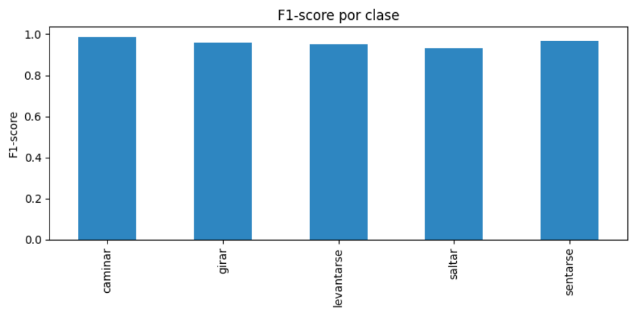 F1-score por clase
F1-score
1.0
0.8
0.6
0.4
0.2
0.0
caminar
girar
levantarse
saltar
sentarse